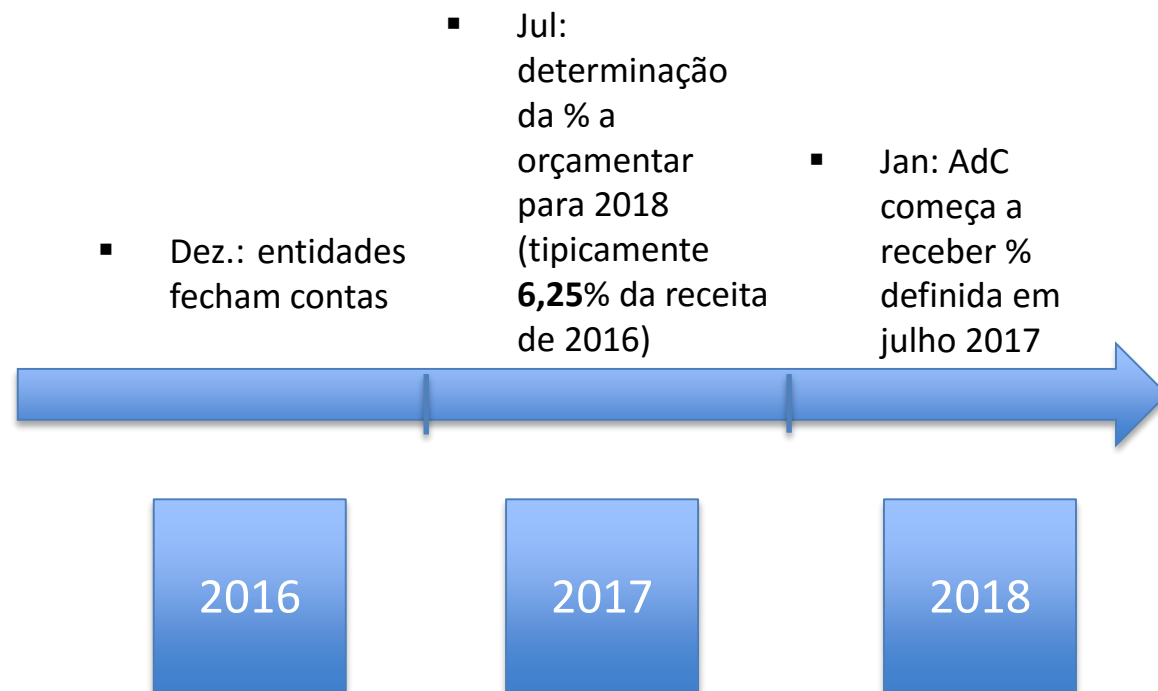 ▪ Dez.: entidades
fecham contas
▪ Jul:
determinação
da % a
orçamentar
para 2018
(tipicamente
6,25% da receita
de 2016)
▪ Jan: AdC
começa a
receber %
definida em
julho 2017
2016
2017
2018